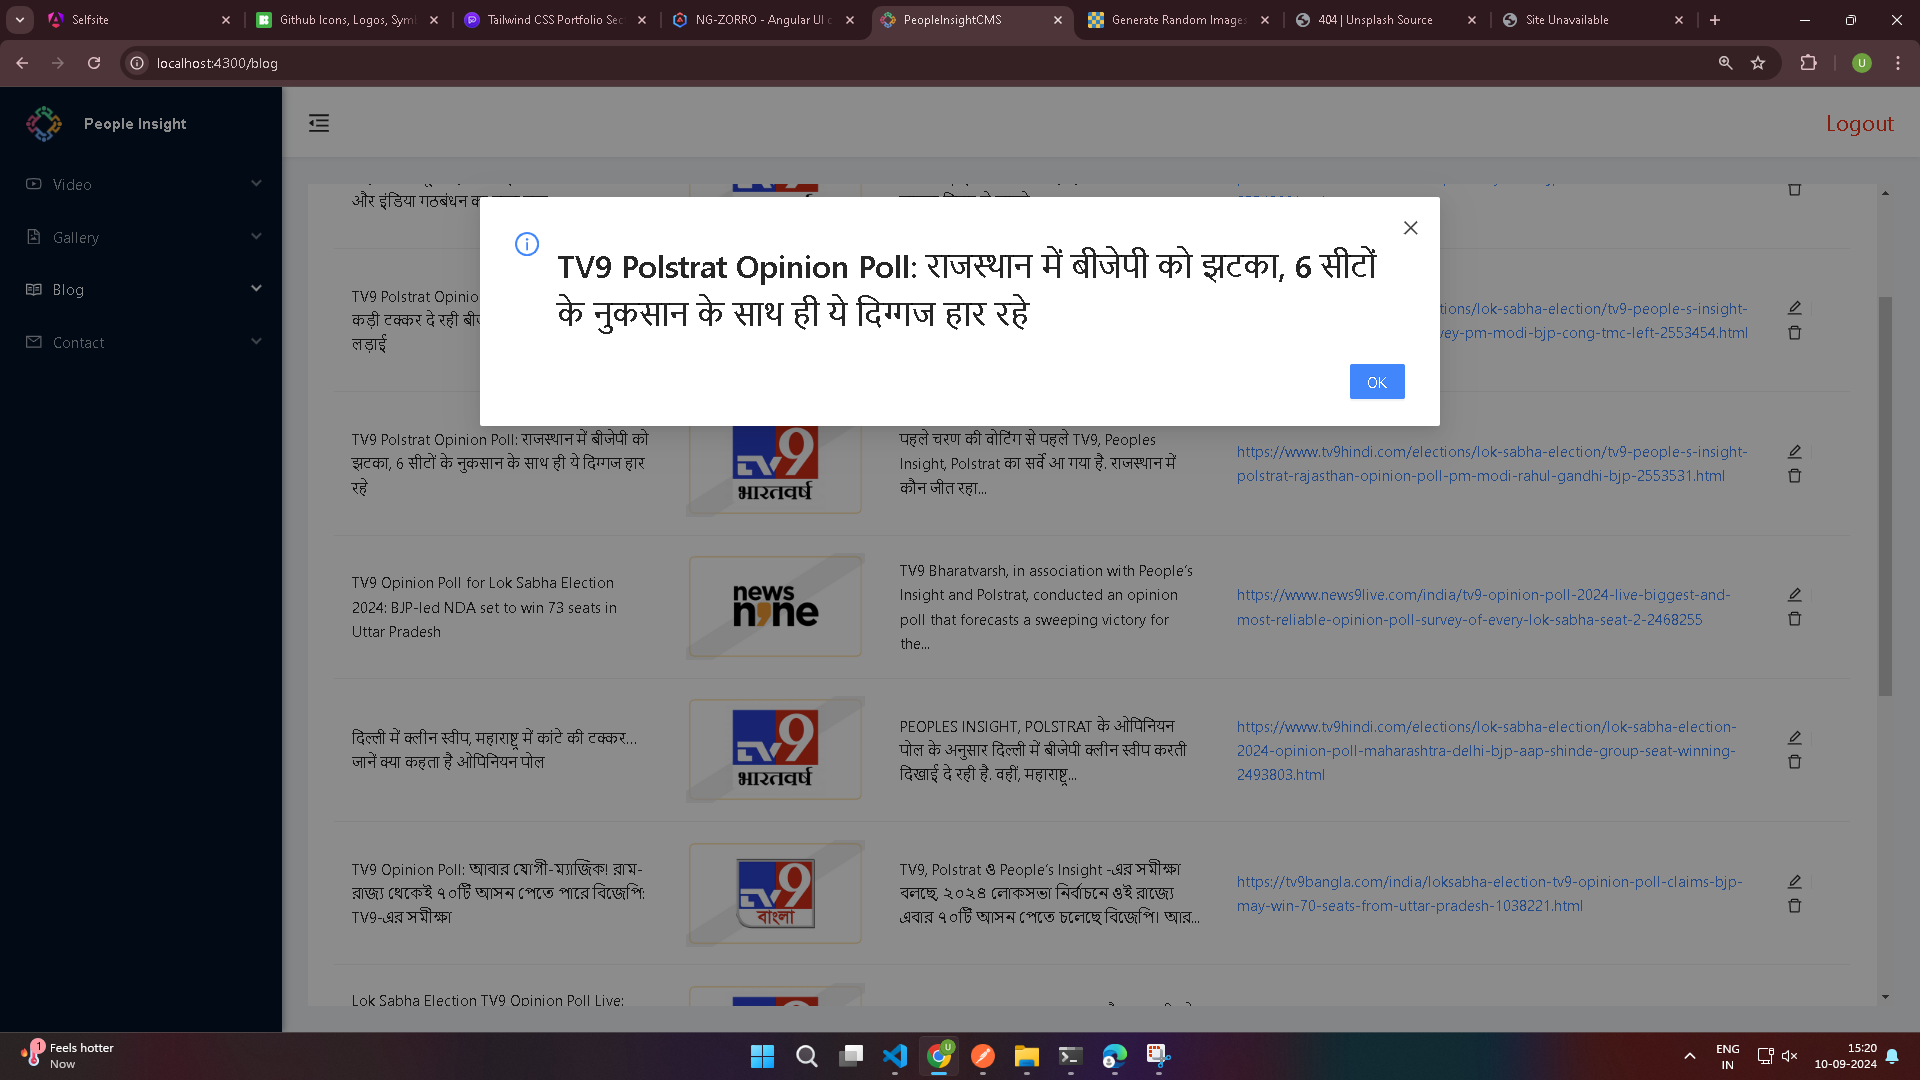 Selfsite
Github Icons, Logos, Sym
Tailwind CSS Portfolio Sec
NG-ZORRO - Angular UI c
PeopleInsightCMS
Generate Random Images
404 | Unsplash Source
Site Unavailable
localhost:4300/blog
U
People Insight
Logout
Video
Gallery
Blog
Contact
और इंडिया गठबंधन
TV9 Polstrat Opinion Poll: राजस्थान में बीजेपी को झटका, 6 सीटों
के नुकसान के साथ ही ये दिग्गज हार रहे
OK
TV9 Polstrat Opinio
कड़ी टक्कर दे रही
लड़ाई
tions/lok-sabha-election/tv9-people-s-insight-
vey-pm-modi-bjp-cong-tmc-left-2553454.html
TV9 Polstrat Opinion Poll: राजस्थान में बीजेपी को
झटका, 6 सीटों के नुकसान के साथ ही ये दिग्गज हार
रहे
TV9
भारतवर्ष
पहले चरण की वोटिंग से पहले TV9, Peoples
Insight, Polstrat का सर्वे आ गया है. राजस्थान में
कौन जीत रहा...
https://www.tv9hindi.com/elections/lok-sabha-election/tv9-people-s-insight-
polstrat-rajasthan-opinion-poll-pm-modi-rahul-gandhi-bjp-2553531.html
TV9 Opinion Poll for Lok Sabha Election
2024: BJP-led NDA set to win 73 seats in
Uttar Pradesh
news
n9ne
TV9 Bharatvarsh, in association with People's
Insight and Polstrat, conducted an opinion
poll that forecasts a sweeping victory for
the...
https://www.news9live.com/india/tv9-opinion-poll-2024-live-biggest-and-
most-reliable-opinion-poll-survey-of-every-lok-sabha-seat-2-2468255
दिल्ली में क्लीन स्वीप, महाराष्ट्र में कांटे की टक्कर...
जानें क्या कहता है ओपिनियन पोल
TV9
भारतवर्ष
PEOPLES INSIGHT, POLSTRAT के ओपिनियन
पोल के अनुसार दिल्ली में बीजेपी क्लीन स्वीप करती
दिखाई दे रही है. वहीं, महाराष्ट्र...
https://www.tv9hindi.com/elections/lok-sabha-election/lok-sabha-election-
2024-opinion-poll-maharashtra-delhi-bjp-aap-shinde-group-seat-winning-
2493803.html
TV9 Opinion Poll: আবার যোগী-ম্যাজিক! রাম-
রাজ্য থেকেই ৭০টি আসন পেতে পারে বিজেপি:
TV9-এর সমীক্ষা
TV9
বাংলা
TV9, Polstrat ও People's Insight -এর সমীক্ষা
বলছে, ২০২৪ লোকসভা নির্বাচনে ওই রাজ্যে
এবার ৭০টি আসন পেতে চলেছে বিজেপি। আর...
https://tv9bangla.com/india/loksabha-election-tv9-opinion-poll-claims-bjp-
may-win-70-seats-from-uttar-pradesh-1038221.html
Lok Sabha Election TV9 Opinion Poll Live:
1
Feels hotter
Now
U
ENG
IN
15:20
10-09-2024